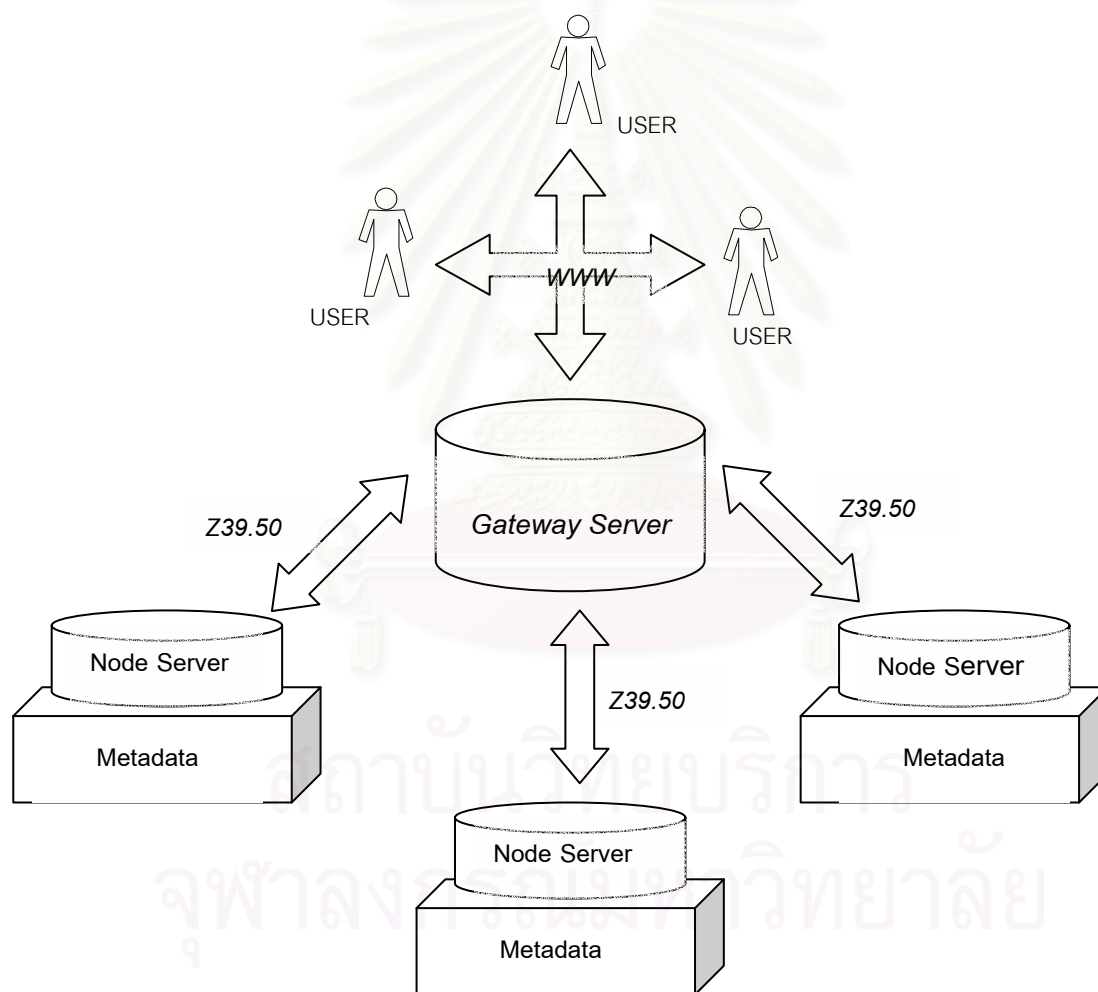 USER
USER
WWW
USER
Z39.50
Gateway Server
Z39.50
Node Server
Metadata
Z39.50
Node Server
Metadata
Node Server
Metadata
สถาบันวิทยบริการ
จุฬาลงกรณ์มหาวิทยาลัย